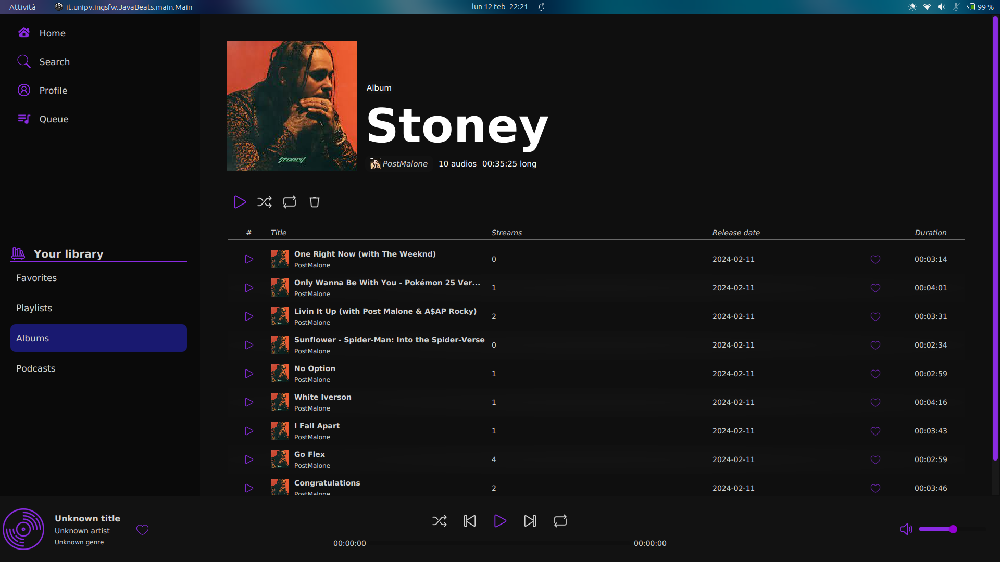 Attività
it.unipv.ingsfw.JavaBeats.main.Main
lun 12 feb 22:21
99 %
Home
Search
Profile
Queue
Your library
Favorites
Playlists
Albums
Podcasts
Stoney
Album
Stoney
PostMalone 10 audios 00:35:25 long
# Title Streams Release date Duration
One Right Now (with The Weeknd)
PostMalone
0 2024-02-11 00:03:14
Only Wanna Be With You - Pokémon 25 Ver...
PostMalone
1 2024-02-11 00:04:01
Livin It Up (with Post Malone & A$AP Rocky)
PostMalone
2 2024-02-11 00:03:31
Sunflower - Spider-Man: Into the Spider-Verse
PostMalone
0 2024-02-11 00:02:34
No Option
PostMalone
1 2024-02-11 00:02:59
White Iverson
PostMalone
1 2024-02-11 00:04:16
I Fall Apart
PostMalone
1 2024-02-11 00:03:43
Go Flex
PostMalone
4 2024-02-11 00:02:59
Congratulations
PostMalone
2 2024-02-11 00:03:46
Unknown title
Unknown artist
Unknown genre
00:00:00 00:00:00